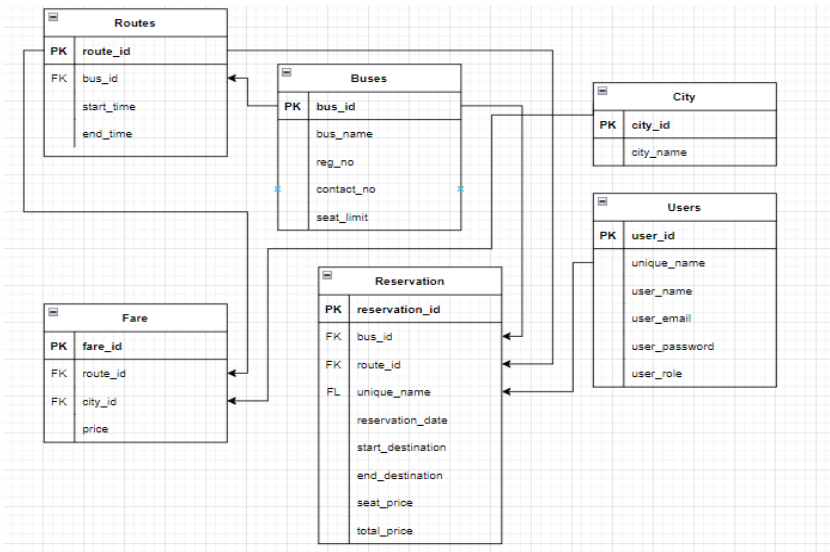 Routes
PK route_id
FK bus_id
start_time
end_time
Buses
PK bus_id
bus_name
reg_no
contact_no
seat_limit
City
PK city_id
city_name
Users
PK user_id
unique_name
user_name
user_email
user_password
user_role
Reservation
PK reservation_id
FK bus_id
FK route_id
FL unique_name
reservation_date
start_destination
end_destination
seat_price
total_price
Fare
PK fare_id
FK route_id
FK city_id
price